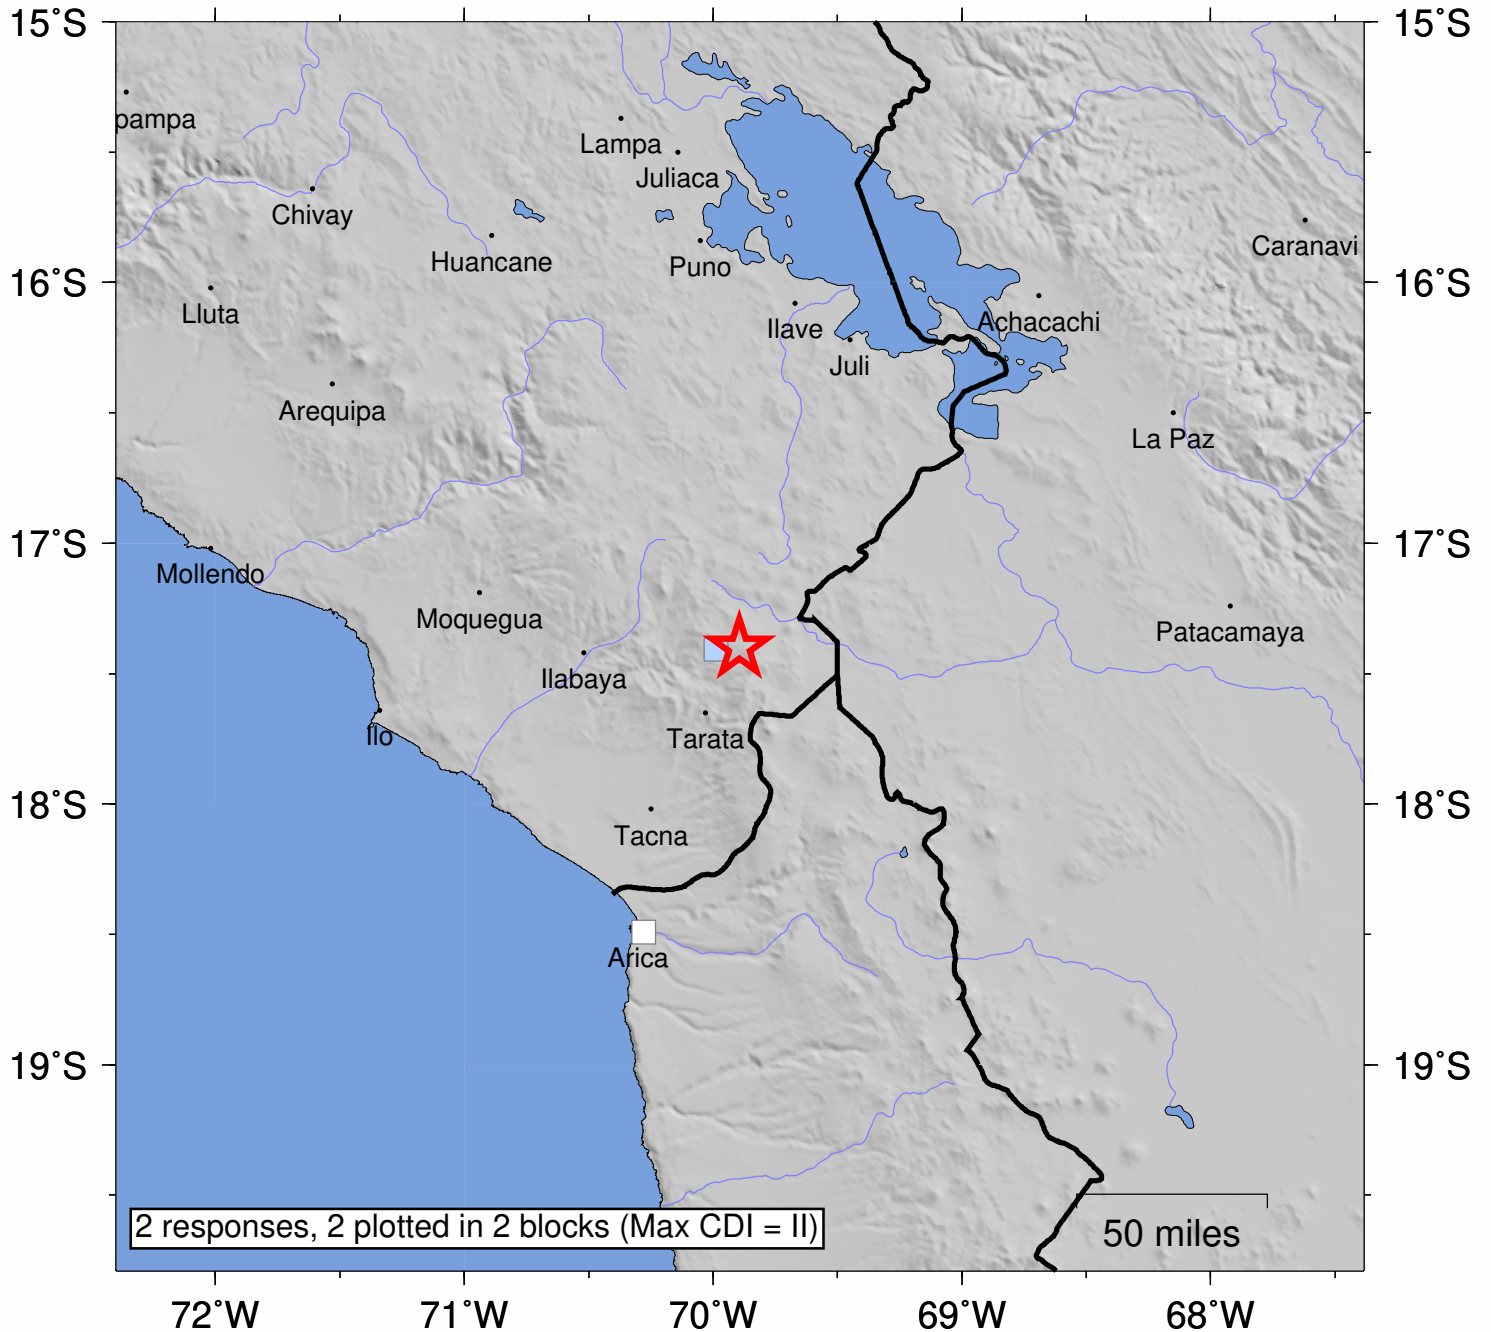 15°S
15°S
pampa
Lampa
Juliaca
Chivay
Caranavi
Huancane
Puno
16°S
16°S
Lluta
Ilave
Achacachi
Juli
Arequipa
La Paz
17°S
17°S
Mollendo
Moquegua
Patacamaya
Ilabaya
Ilo
Tarata
18°S
18°S
Tacna
Arica
19°S
19°S
2 responses, 2 plotted in 2 blocks (Max CDI = II)
50 miles
72°W
71°W
70°W
69°W
68°W